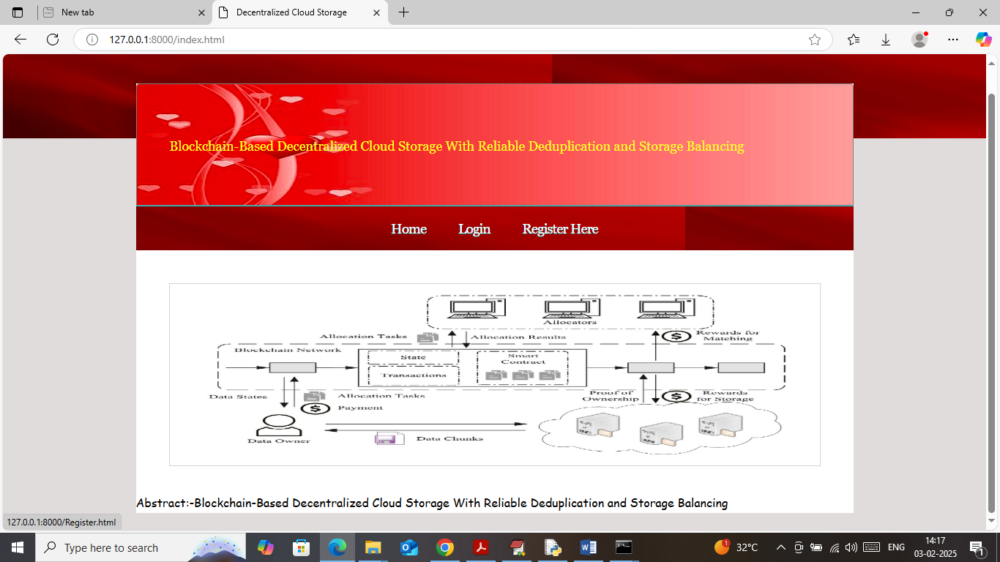 New tab
Decentralized Cloud Storage
127.0.0.1:8000/index.html
Blockchain-Based Decentralized Cloud Storage With Reliable Deduplication and Storage Balancing
Home Login Register Here
Allocators
Allocation Tasks
Allocation Results
Rewards for
Matching
Blockchain Network
State
Smart
Contract
Transactions
Data States
Allocation Tasks
Proof of
Ownership
Rewards
for Storage
$
$
$
Payment
Data Owner
Data Chunks
Abstract:-Blockchain-Based Decentralized Cloud Storage With Reliable Deduplication and Storage Balancing
127.0.0.1:8000/Register.html
Type here to search
1
32°C
ENG
14:17
03-02-2025
1